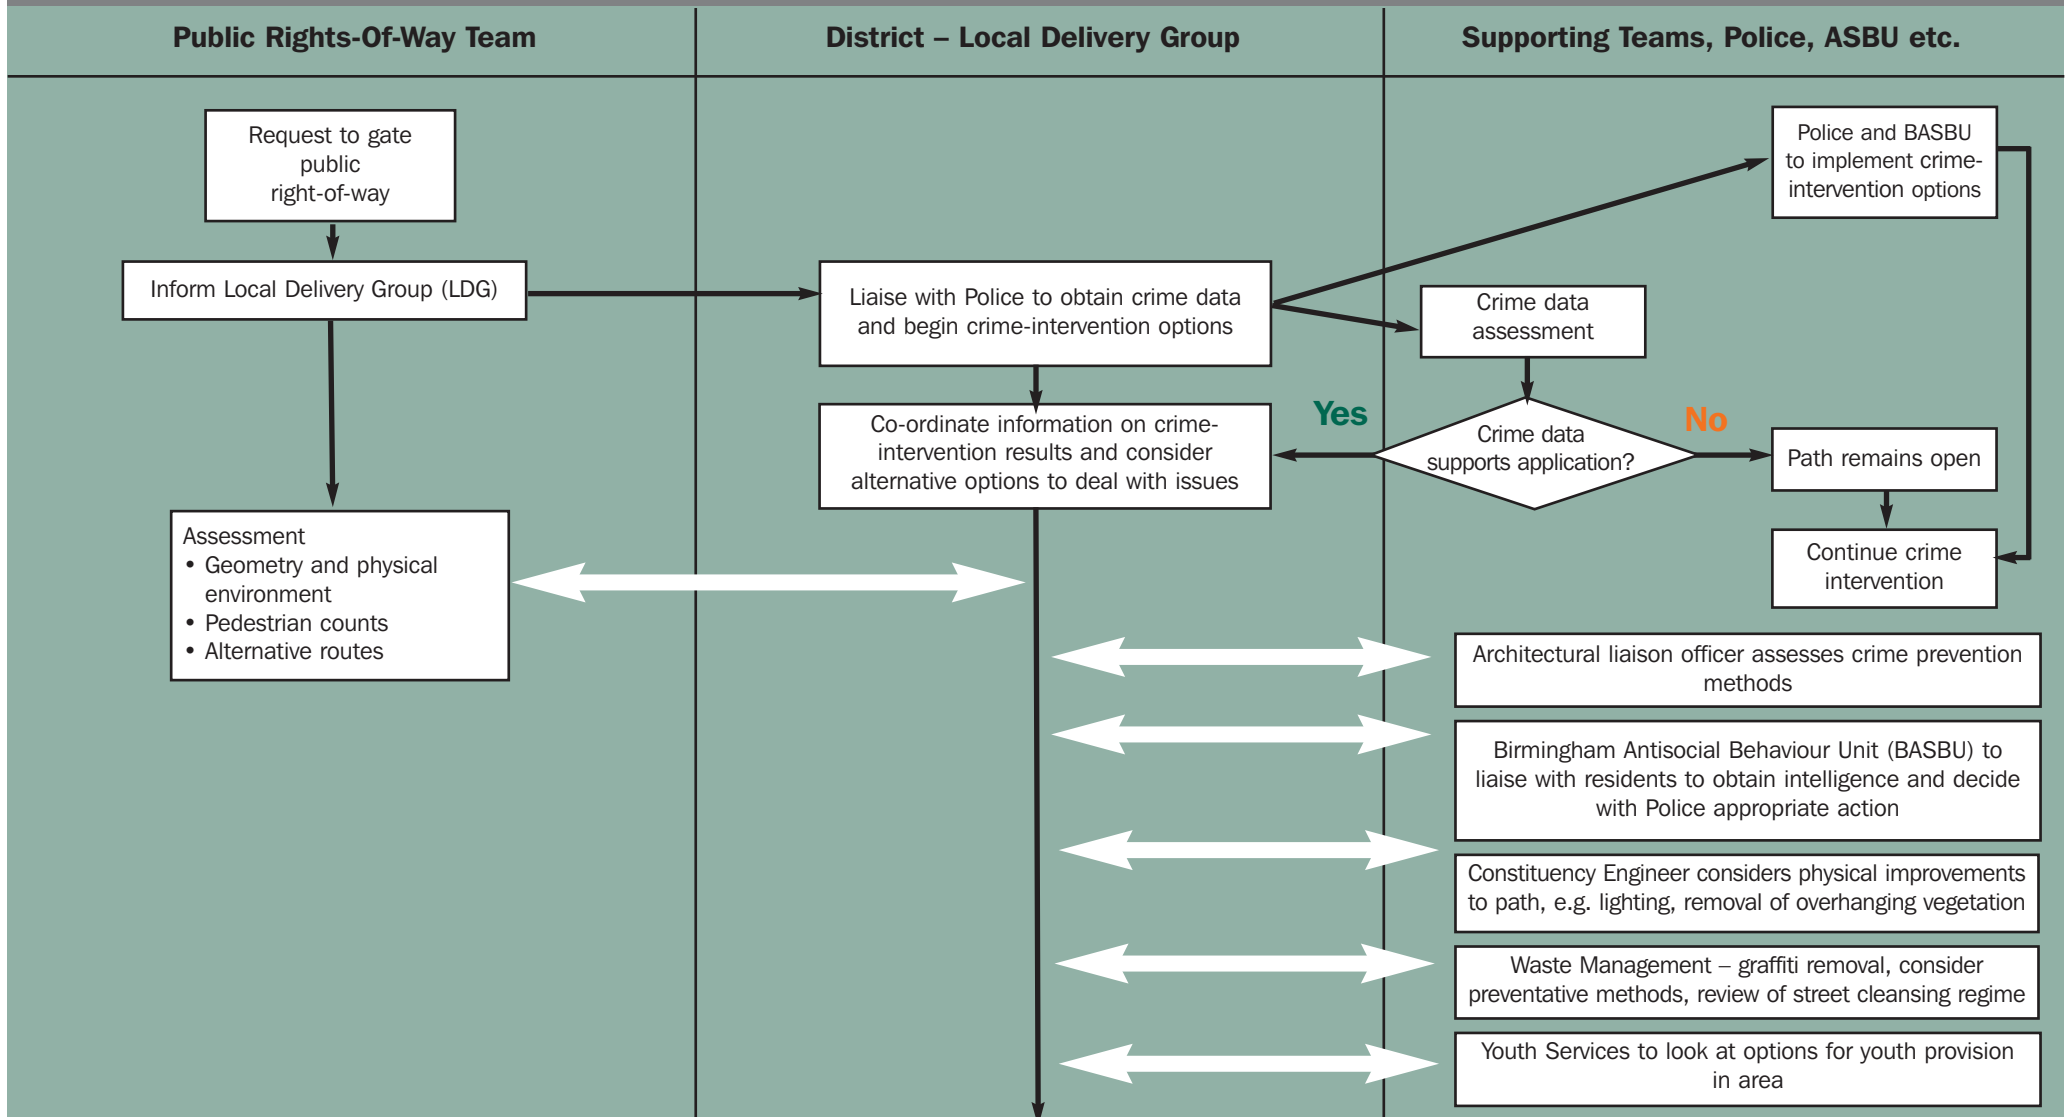 Public Rights-Of-Way Team
District – Local Delivery Group
Supporting Teams, Police, ASBU etc.
Request to gate
public
right-of-way
Inform Local Delivery Group (LDG)
Assessment
• Geometry and physical
environment
• Pedestrian counts
• Alternative routes
Liaise with Police to obtain crime data
and begin crime-intervention options
Co-ordinate information on crime-
intervention results and consider
alternative options to deal with issues
Police and BASBU
to implement crime-
intervention options
Crime data
assessment
Yes
Crime data
supports application?
No
Path remains open
Continue crime
intervention
Architectural liaison officer assesses crime prevention
methods
Birmingham Antisocial Behaviour Unit (BASBU) to
liaise with residents to obtain intelligence and decide
with Police appropriate action
Constituency Engineer considers physical improvements
to path, e.g. lighting, removal of overhanging vegetation
Waste Management – graffiti removal, consider
preventative methods, review of street cleansing regime
Youth Services to look at options for youth provision
in area